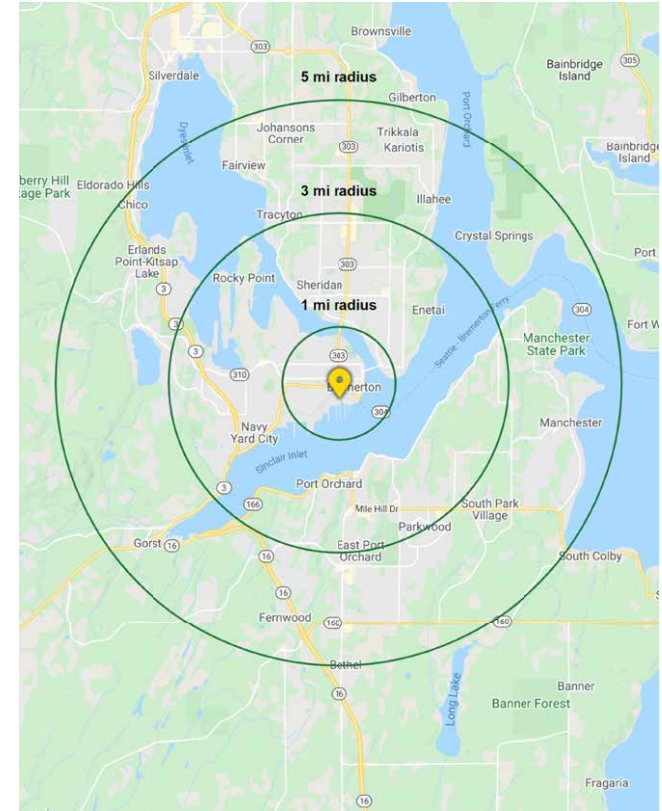 Brownsville
303
305
Silverdale
Bainbridge
Island
5 mi radius
Gilberton
Port Orchard
Dyes Inlet
Johansons
Corner
Trikkala
Kariotis
303
Bainbridge
Island
Fairview
berry Hill
tage Park
Eldorado Hills
Chico
3 mi radius
Illahee
Tracyton
Crystal Springs
Erlands
Point-Kitsap
Lake
Port
303
Rocky Point
Sheridan
3
1 mi radius
Enetai
Seattle - Bremerton Ferry
304
3
Fort W
Manchester
State Park
3
303
310
Bremerton
304
Navy
Yard City
Manchester
Sinclair Inlet
3
Port Orchard
166
Mile Hill Dr
South Park
Village
Parkwood
Gorst
16
East Port
Orchard
16
South Colby
16
Fernwood
160
160
Bethel
16
Long Lake
Banner
Banner Forest
Fragaria
16